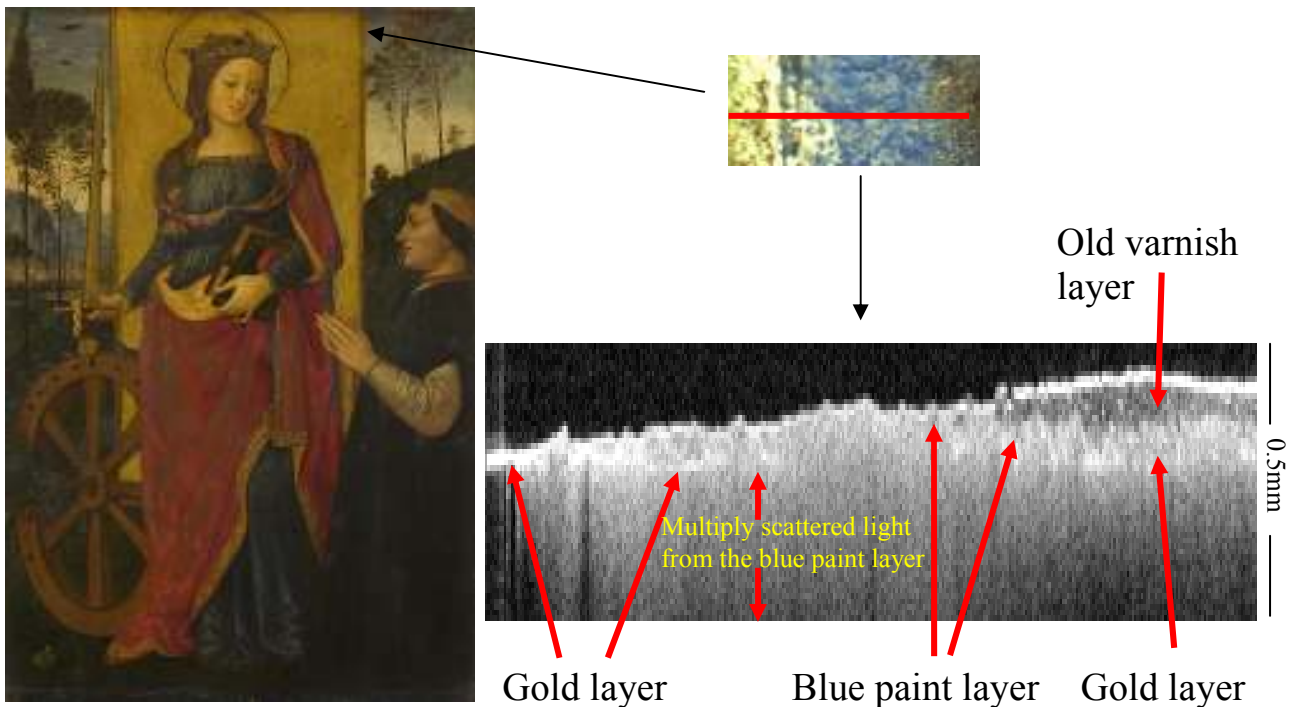 Old varnish
layer
0.5mm
Multiply scattered light
from the blue paint layer
Gold layer
Blue paint layer
Gold layer